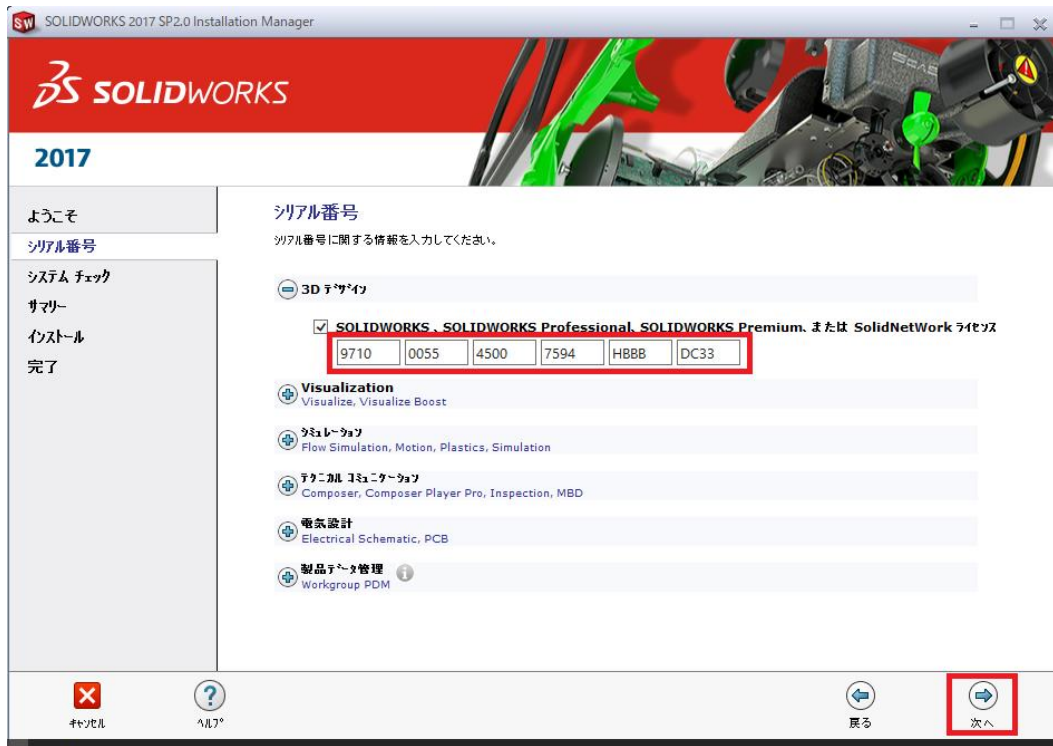 SW SOLIDWORKS 2017 SP2.0 Installation Manager
SOLIDWORKS
2017
ようこそ
ｼﾘｱﾙ番号
ｼｽﾃﾑ ﾁｪｯｸ
ｻﾏﾘｰ
ｲﾝｽﾄｰﾙ
完了
ｼﾘｱﾙ番号
ｼﾘｱﾙ番号に関する情報を入力してください。
3D ﾃﾞｻﾞｲﾝ
SOLIDWORKS 、SOLIDWORKS Professional、SOLIDWORKS Premium、または SolidNetWork ﾗｲｾﾝｽ
9710 0055 4500 7594 HBBB DC33
Visualization
Visualize, Visualize Boost
ｼﾐｭﾚｰｼｮﾝ
Flow Simulation, Motion, Plastics, Simulation
ﾃｸﾆｶﾙ ｺﾐｭﾆｹｰｼｮﾝ
Composer, Composer Player Pro, Inspection, MBD
電気設計
Electrical Schematic, PCB
製品ﾃﾞｰﾀ管理
Workgroup PDM
ｷｬﾝｾﾙ
ﾍﾙﾌﾟ
戻る
次へ